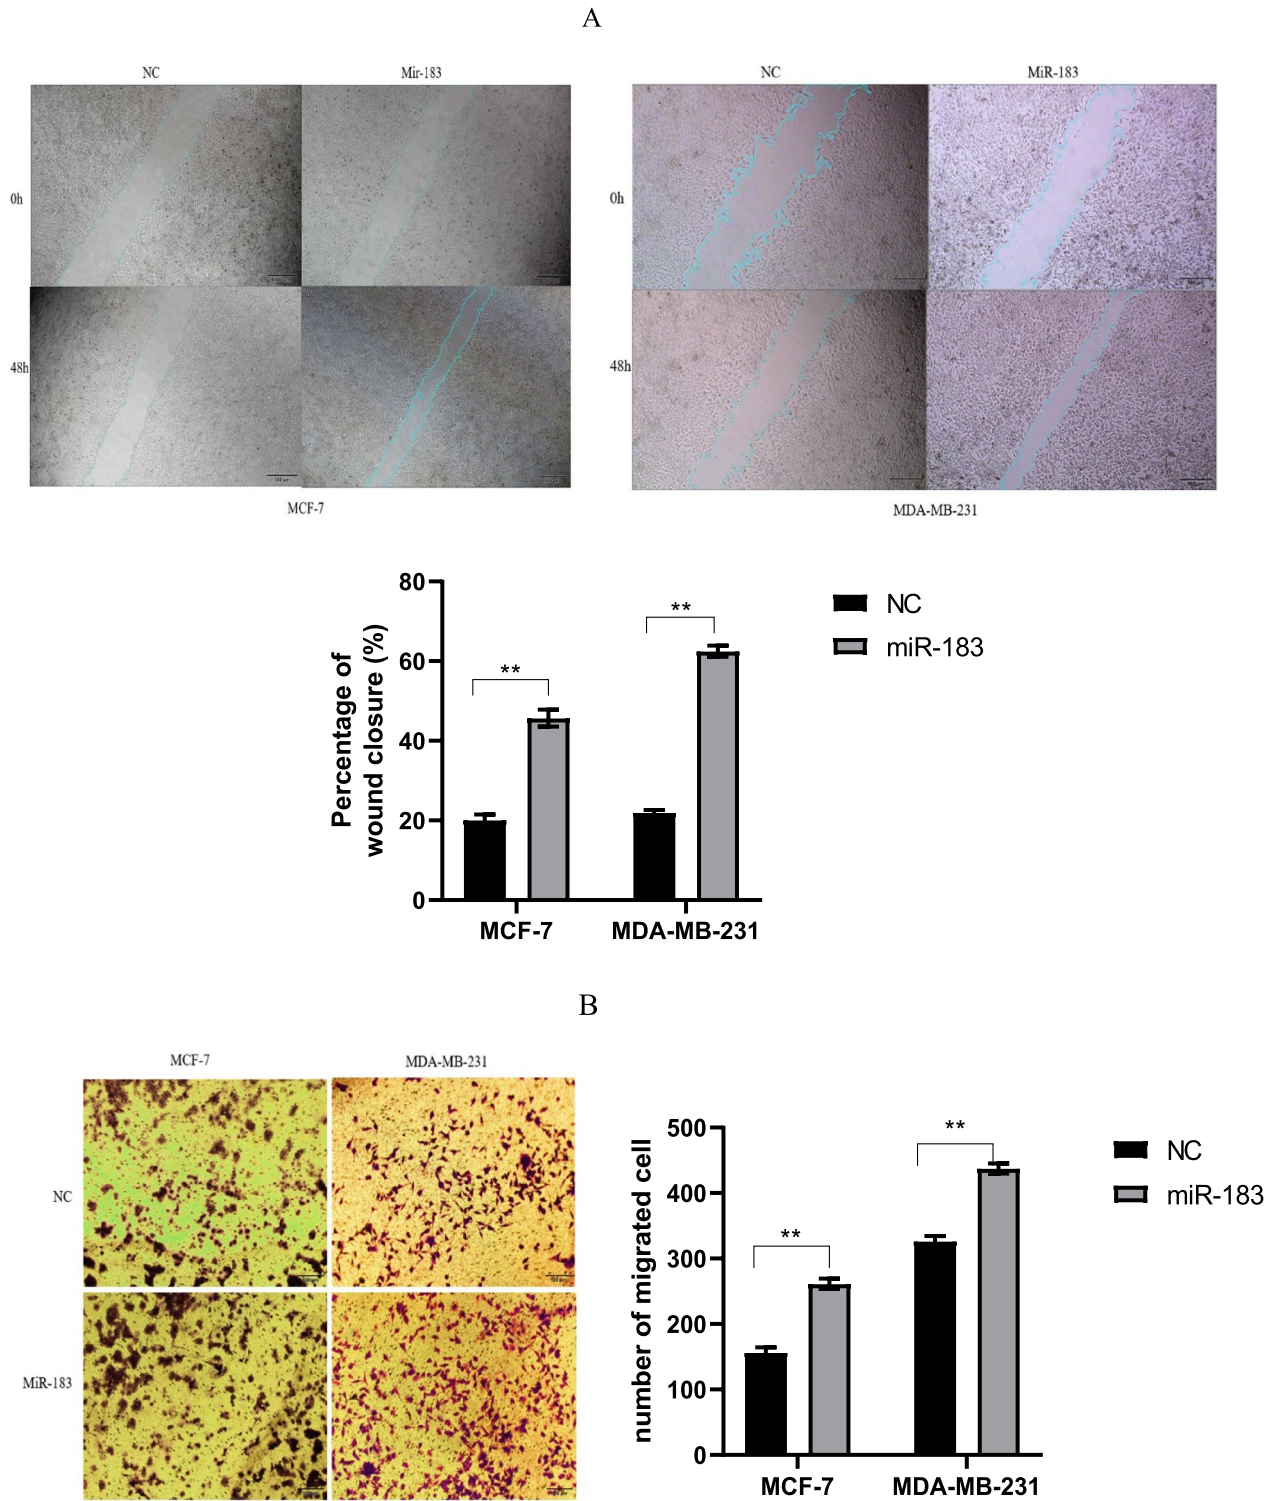 A
NC
Mir-183
NC
MiR-183
0h
0h
48h
48h
100 μm
MCF-7
MDA-MB-231
Percentage of
wound closure (%)
80
60
40
20
0
**
**
NC
miR-183
MCF-7
MDA-MB-231
B
MCF-7
MDA-MB-231
NC
MiR-183
number of migrated cell
500
400
300
200
100
0
**
**
NC
miR-183
MCF-7
MDA-MB-231